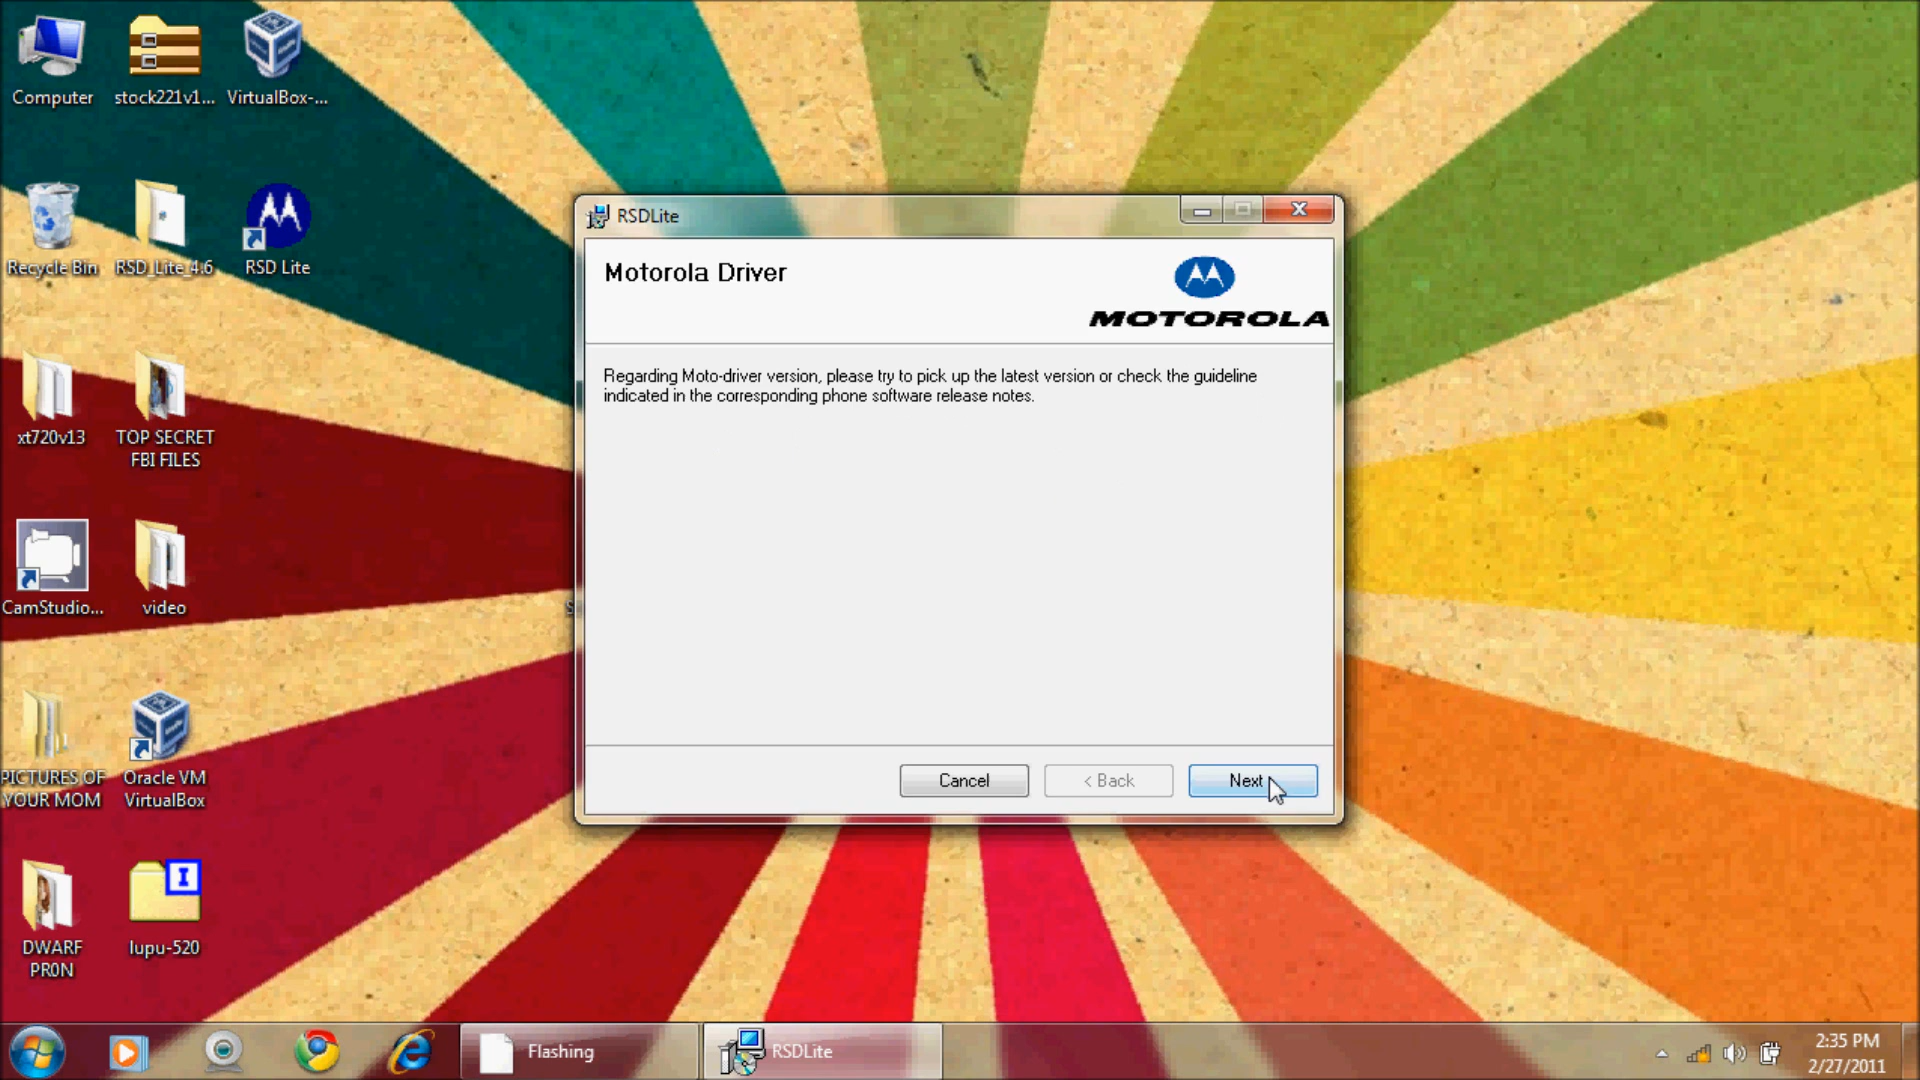 Computer
stock221v1...
VirtualBox-...
Recycle Bin
RSD_Lite_4.6
RSD Lite
xt720v13
TOP SECRET
FBI FILES
CamStudio...
video
PICTURES OF
YOUR MOM
Oracle VM
VirtualBox
DWARF
PR0N
lupu-520
RSDLite
Motorola Driver
MOTOROLA
Regarding Moto-driver version, please try to pick up the latest version or check the guideline
indicated in the corresponding phone software release notes.
Cancel
< Back
Next
Flashing
RSDLite
2:35 PM
2/27/2011